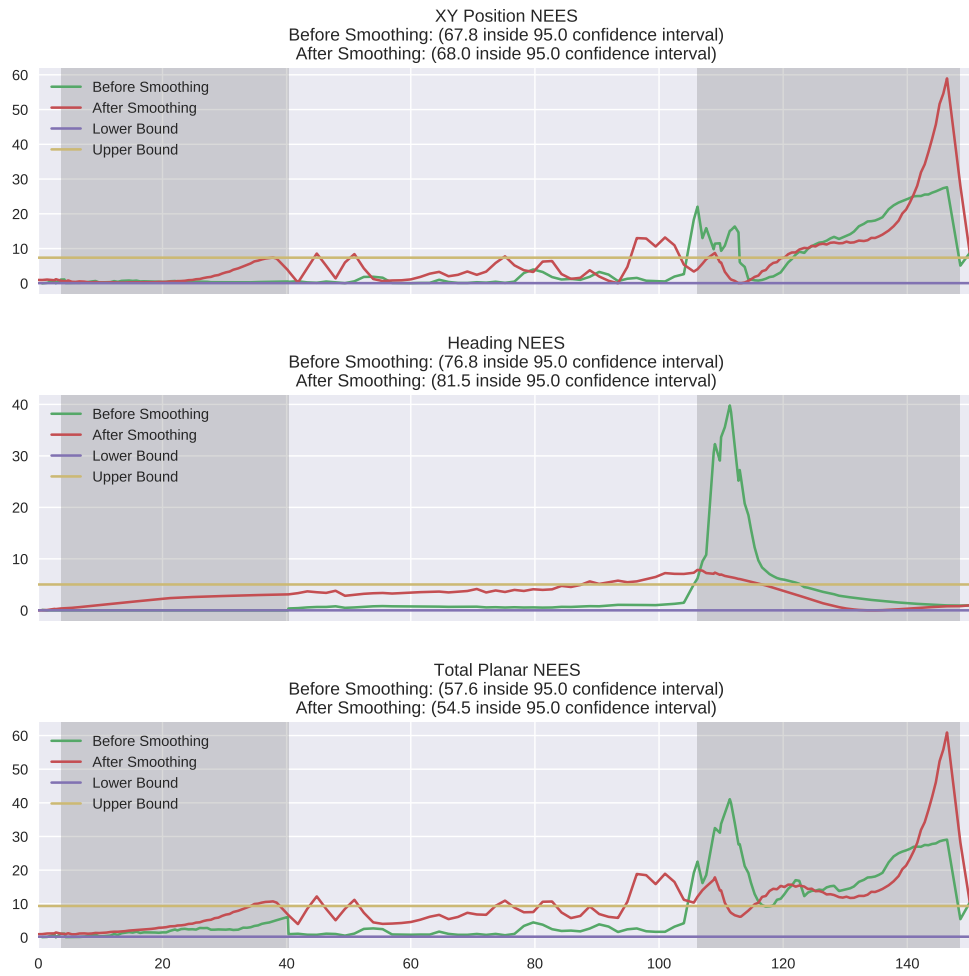 XY Position NEES
Before Smoothing: (67.8 inside 95.0 confidence interval)
After Smoothing: (68.0 inside 95.0 confidence interval)
60
50
40
30
20
10
0
Before Smoothing
After Smoothing
Lower Bound
Upper Bound
Heading NEES
Before Smoothing: (76.8 inside 95.0 confidence interval)
After Smoothing: (81.5 inside 95.0 confidence interval)
40
30
20
10
0
Before Smoothing
After Smoothing
Lower Bound
Upper Bound
Total Planar NEES
Before Smoothing: (57.6 inside 95.0 confidence interval)
After Smoothing: (54.5 inside 95.0 confidence interval)
60
50
40
30
20
10
0
Before Smoothing
After Smoothing
Lower Bound
Upper Bound
0 20 40 60 80 100 120 140